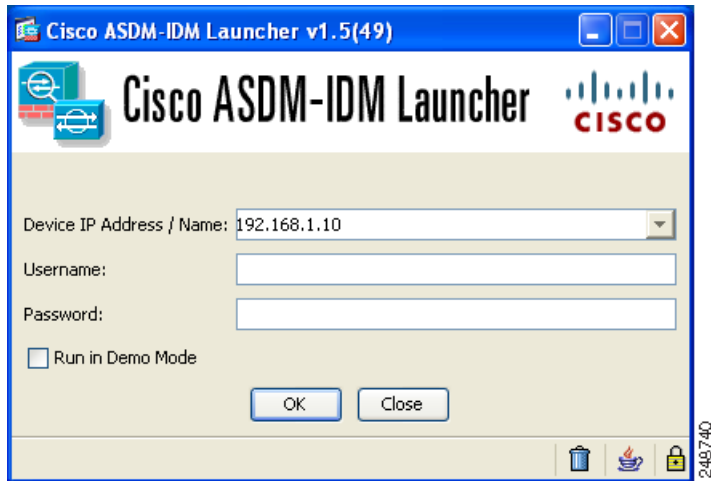 Cisco ASDM-IDM Launcher v1.5(49)
Cisco ASDM-IDM Launcher
CISCO
Device IP Address / Name: 192.168.1.10
Username:
Password:
Run in Demo Mode
OK Close
248740